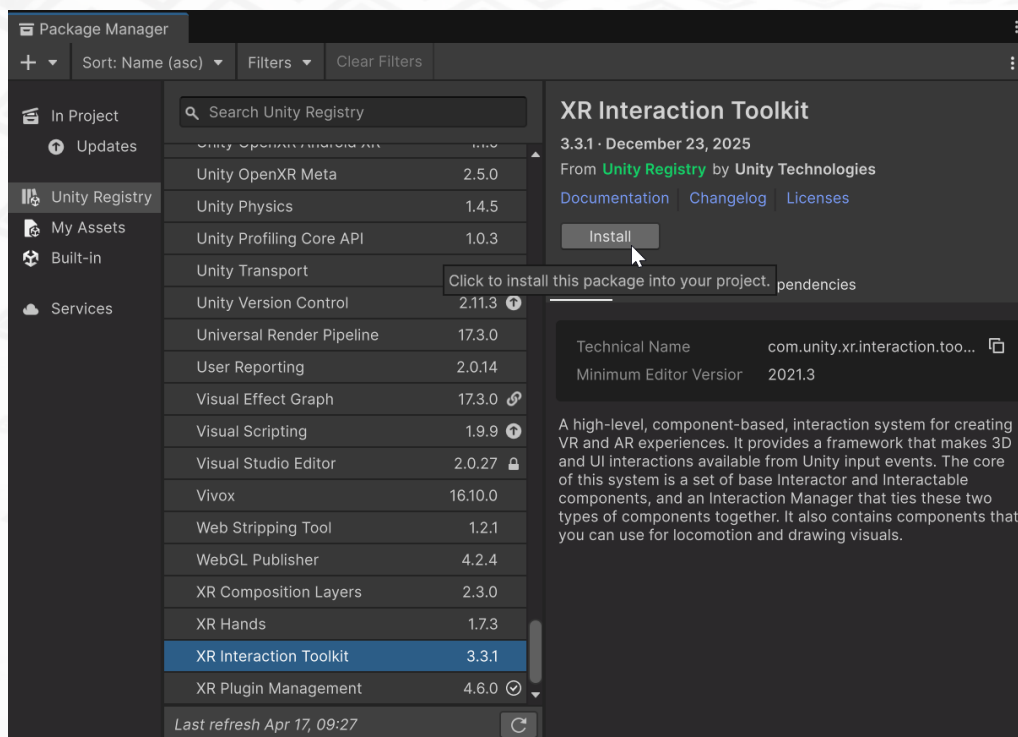 Package Manager
Sort: Name (asc)
Filters
Clear Filters
In Project
Updates
Unity Registry
My Assets
Built-in
Services
Search Unity Registry
Unity OpenXR Android XR
Unity OpenXR Meta 2.5.0
Unity Physics 1.4.5
Unity Profiling Core API 1.0.3
Unity Transport
Unity Version Control 2.11.3
Universal Render Pipeline 17.3.0
User Reporting 2.0.14
Visual Effect Graph 17.3.0
Visual Scripting 1.9.9
Visual Studio Editor 2.0.27
Vivox 16.10.0
Web Stripping Tool 1.2.1
WebGL Publisher 4.2.4
XR Composition Layers 2.3.0
XR Hands 1.7.3
XR Interaction Toolkit 3.3.1
XR Plugin Management 4.6.0
Last refresh Apr 17, 09:27
XR Interaction Toolkit
3.3.1 · December 23, 2025
From Unity Registry by Unity Technologies
Documentation Changelog Licenses
Install
Click to install this package into your project.
pendencies
Technical Name com.unity.xr.interaction.too...
Minimum Editor Version 2021.3
A high-level, component-based, interaction system for creating
VR and AR experiences. It provides a framework that makes 3D
and UI interactions available from Unity input events. The core
of this system is a set of base Interactor and Interactable
components, and an Interaction Manager that ties these two
types of components together. It also contains components that
you can use for locomotion and drawing visuals.